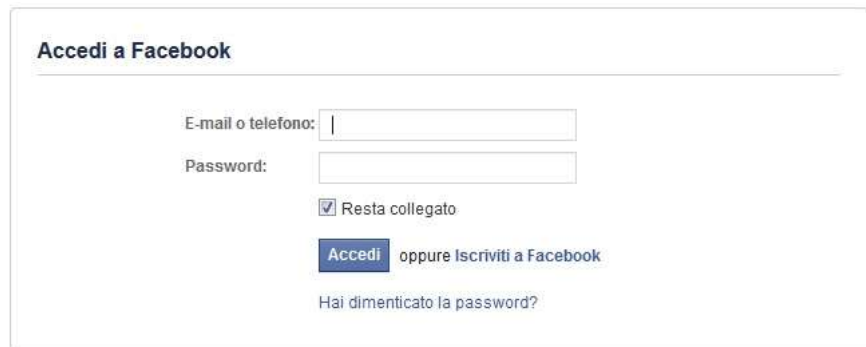 Accedi a Facebook
E-mail o telefono:
Password:
Resta collegato
Accedi oppure Iscriviti a Facebook
Hai dimenticato la password?